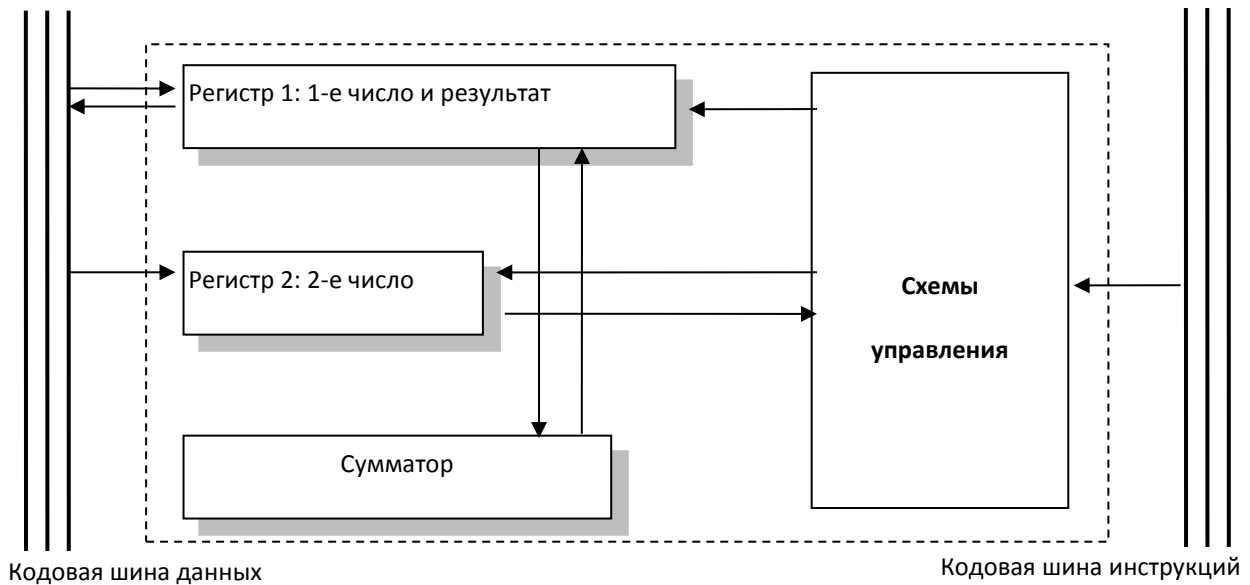 Регистр 1: 1-е число и результат
Регистр 2: 2-е число
Схемы
управления
Сумматор
Кодовая шина данных
Кодовая шина инструкций